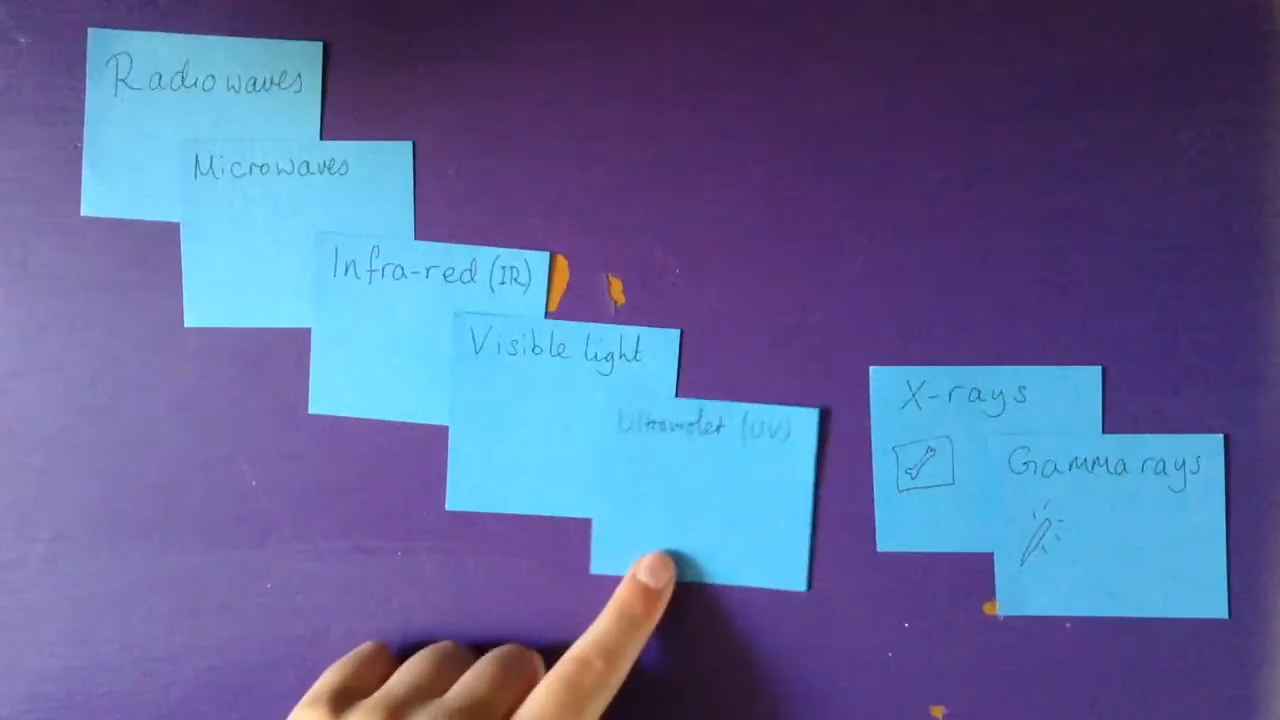 Radiowaves
Microwaves
Infra-red (IR)
Visible light
Ultraviolet (UV)
X-rays
Gamma rays